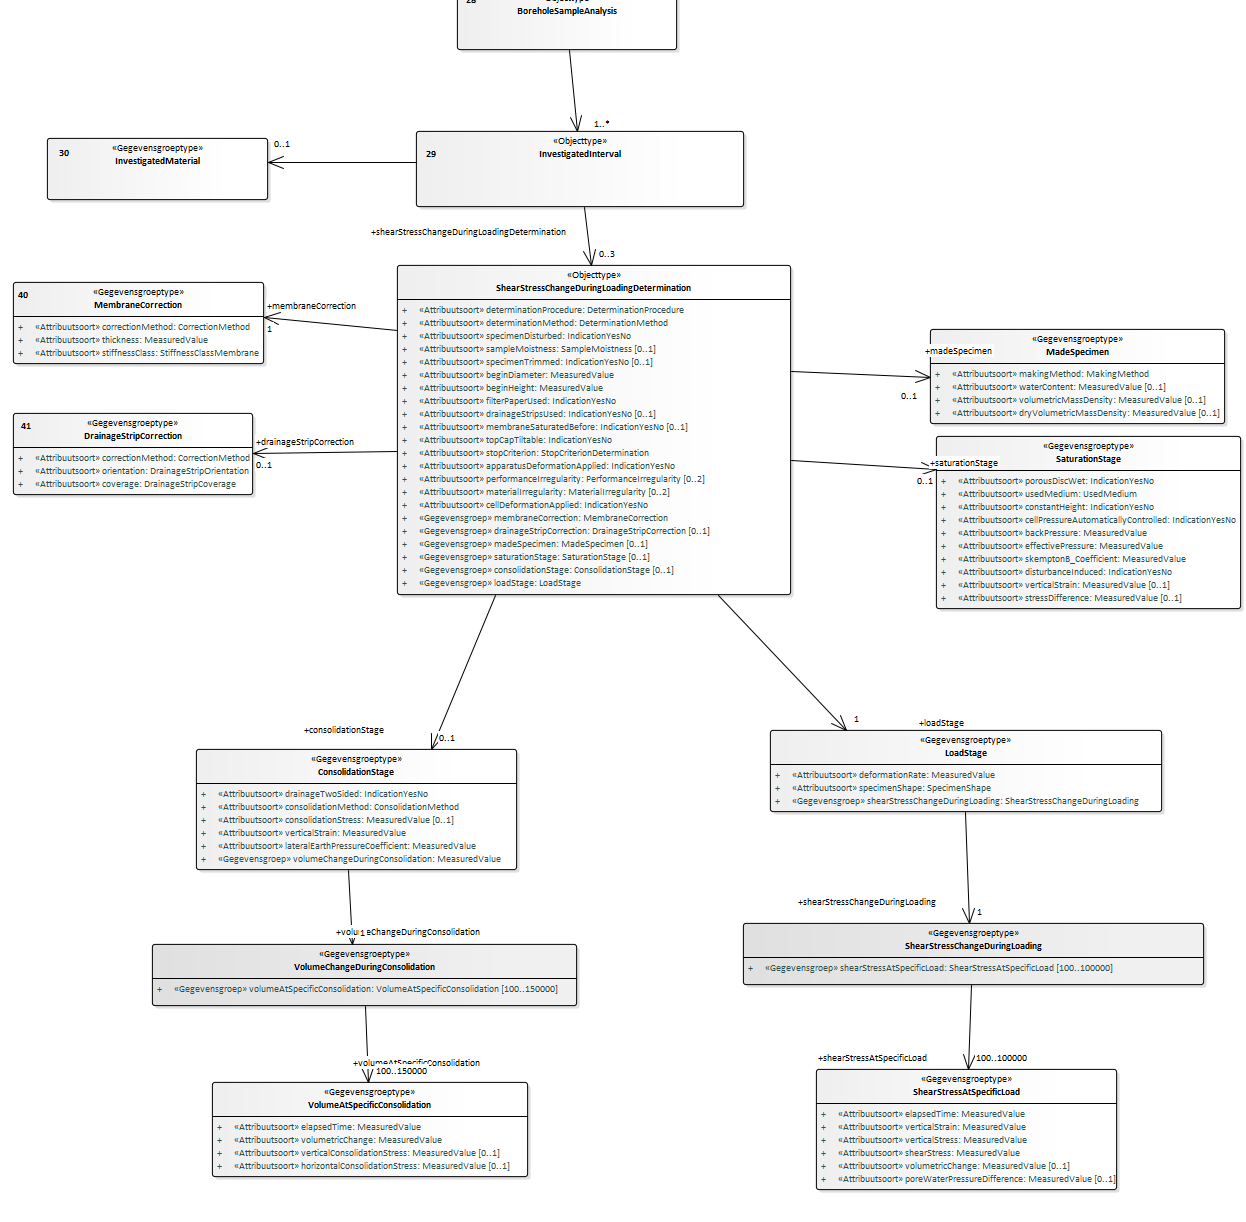 28
BoreholeSampleAnalysis
1..*
30
«Gegevensgroeptype»
InvestigatedMaterial
0..1
29
«Objecttype»
InvestigatedInterval
+shearStressChangeDuringLoadingDetermination
0..3
40
«Gegevensgroeptype»
MembraneCorrection
+ «Attribuutsoort» correctionMethod: CorrectionMethod
+ «Attribuutsoort» thickness: MeasuredValue
+ «Attribuutsoort» stiffnessClass: StiffnessClassMembrane
+membraneCorrection
1
41
«Gegevensgroeptype»
DrainageStripCorrection
+ «Attribuutsoort» correctionMethod: CorrectionMethod
+ «Attribuutsoort» orientation: DrainageStripOrientation
+ «Attribuutsoort» coverage: DrainageStripCoverage
+drainageStripCorrection
0..1
«Objecttype»
ShearStressChangeDuringLoadingDetermination
+ «Attribuutsoort» determinationProcedure: DeterminationProcedure
+ «Attribuutsoort» determinationMethod: DeterminationMethod
+ «Attribuutsoort» specimenDisturbed: IndicationYesNo
+ «Attribuutsoort» sampleMoistness: SampleMoistness [0..1]
+ «Attribuutsoort» specimenTrimmed: IndicationYesNo [0..1]
+ «Attribuutsoort» beginDiameter: MeasuredValue
+ «Attribuutsoort» beginHeight: MeasuredValue
+ «Attribuutsoort» filterPaperUsed: IndicationYesNo
+ «Attribuutsoort» drainageStripsUsed: IndicationYesNo [0..1]
+ «Attribuutsoort» membraneSaturatedBefore: IndicationYesNo [0..1]
+ «Attribuutsoort» topCapTiltable: IndicationYesNo
+ «Attribuutsoort» stopCriterion: StopCriterionDetermination
+ «Attribuutsoort» apparatusDeformationApplied: IndicationYesNo
+ «Attribuutsoort» performanceIrregularity: PerformanceIrregularity [0..2]
+ «Attribuutsoort» materialIrregularity: MaterialIrregularity [0..2]
+ «Attribuutsoort» cellDeformationApplied: IndicationYesNo
+ «Gegevensgroep» membraneCorrection: MembraneCorrection
+ «Gegevensgroep» drainageStripCorrection: DrainageStripCorrection [0..1]
+ «Gegevensgroep» madeSpecimen: MadeSpecimen [0..1]
+ «Gegevensgroep» saturationStage: SaturationStage [0..1]
+ «Gegevensgroep» consolidationStage: ConsolidationStage [0..1]
+ «Gegevensgroep» loadStage: LoadStage
+madeSpecimen
0..1
«Gegevensgroeptype»
MadeSpecimen
+ «Attribuutsoort» makingMethod: MakingMethod
+ «Attribuutsoort» waterContent: MeasuredValue [0..1]
+ «Attribuutsoort» volumetricMassDensity: MeasuredValue [0..1]
+ «Attribuutsoort» dryVolumetricMassDensity: MeasuredValue [0..1]
+saturationStage
0..1
«Gegevensgroeptype»
SaturationStage
+ «Attribuutsoort» porousDiscWet: IndicationYesNo
+ «Attribuutsoort» usedMedium: UsedMedium
+ «Attribuutsoort» constantHeight: IndicationYesNo
+ «Attribuutsoort» cellPressureAutomaticallyControlled: IndicationYesNo
+ «Attribuutsoort» backPressure: MeasuredValue
+ «Attribuutsoort» effectivePressure: MeasuredValue
+ «Attribuutsoort» skemptonB_Coefficient: MeasuredValue
+ «Attribuutsoort» disturbanceInduced: IndicationYesNo
+ «Attribuutsoort» verticalStrain: MeasuredValue [0..1]
+ «Attribuutsoort» stressDifference: MeasuredValue [0..1]
+consolidationStage
0..1
«Gegevensgroeptype»
ConsolidationStage
+ «Attribuutsoort» drainageTwoSided: IndicationYesNo
+ «Attribuutsoort» consolidationMethod: ConsolidationMethod
+ «Attribuutsoort» consolidationStress: MeasuredValue [0..1]
+ «Attribuutsoort» verticalStrain: MeasuredValue
+ «Attribuutsoort» lateralEarthPressureCoefficient: MeasuredValue
+ «Gegevensgroep» volumeChangeDuringConsolidation: MeasuredValue
1
+loadStage
«Gegevensgroeptype»
LoadStage
+ «Attribuutsoort» deformationRate: MeasuredValue
+ «Attribuutsoort» specimenShape: SpecimenShape
+ «Gegevensgroep» shearStressChangeDuringLoading: ShearStressChangeDuringLoading
+volumeChangeDuringConsolidation
1
«Gegevensgroeptype»
VolumeChangeDuringConsolidation
+ «Gegevensgroep» volumeAtSpecificConsolidation: VolumeAtSpecificConsolidation [100..150000]
+shearStressChangeDuringLoading
1
«Gegevensgroeptype»
ShearStressChangeDuringLoading
+ «Gegevensgroep» shearStressAtSpecificLoad: ShearStressAtSpecificLoad [100..100000]
+volumeAtSpecificConsolidation
100..150000
«Gegevensgroeptype»
VolumeAtSpecificConsolidation
+ «Attribuutsoort» elapsedTime: MeasuredValue
+ «Attribuutsoort» volumetricChange: MeasuredValue
+ «Attribuutsoort» verticalConsolidationStress: MeasuredValue [0..1]
+ «Attribuutsoort» horizontalConsolidationStress: MeasuredValue [0..1]
+shearStressAtSpecificLoad
100..100000
«Gegevensgroeptype»
ShearStressAtSpecificLoad
+ «Attribuutsoort» elapsedTime: MeasuredValue
+ «Attribuutsoort» verticalStrain: MeasuredValue
+ «Attribuutsoort» verticalStress: MeasuredValue
+ «Attribuutsoort» shearStress: MeasuredValue
+ «Attribuutsoort» volumetricChange: MeasuredValue [0..1]
+ «Attribuutsoort» poreWaterPressureDifference: MeasuredValue [0..1]